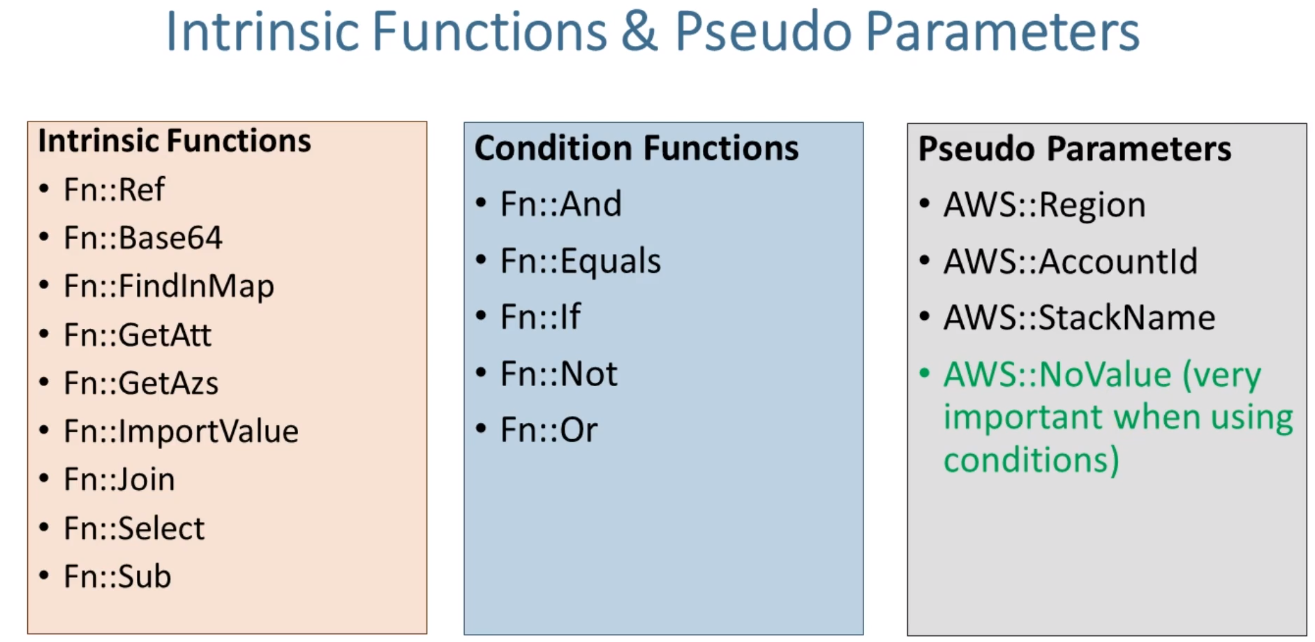 Intrinsic Functions & Pseudo Parameters
Intrinsic Functions
• Fn::Ref
• Fn::Base64
• Fn::FindInMap
• Fn::GetAtt
• Fn::GetAzs
• Fn::ImportValue
• Fn::Join
• Fn::Select
• Fn::Sub
Condition Functions
• Fn::And
• Fn::Equals
• Fn::If
• Fn::Not
• Fn::Or
Pseudo Parameters
• AWS::Region
• AWS::AccountId
• AWS::StackName
• AWS::NoValue (very
important when using
conditions)